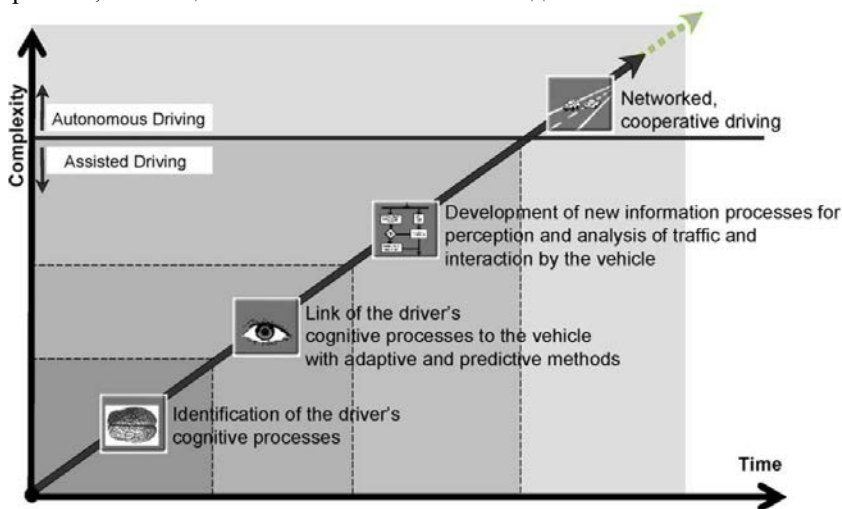 Complexity
Autonomous Driving
Assisted Driving
Networked,
cooperative driving
Development of new information processes for
perception and analysis of traffic and
interaction by the vehicle
Link of the driver's
cognitive processes to the vehicle
with adaptive and predictive methods
Identification of the driver's
cognitive processes
Time